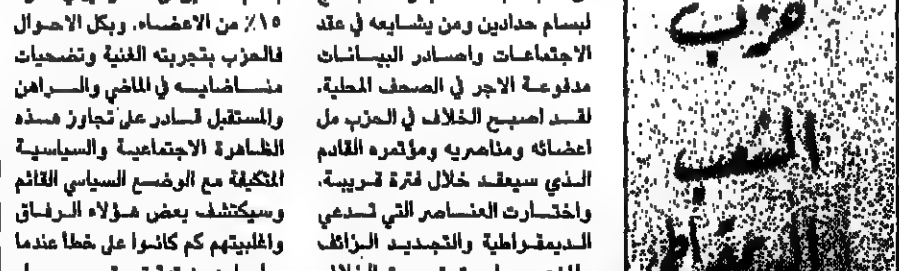 لبسام حدادين ومن يشايعه في عقد
الاجتماعات واصدار البيانات
مدفوعة الاجر في الصحف المحلية.
لقد اصبح الخلاف في الحزب مل
اعضائه ومناصريه ومؤتمره القادم
الذي سيعقد خلال فترة قريبة.
واختارت العناصر التي تدعي
الديمقراطية والتجديد الزائف
١٥٪ من الاعضاء. وبكل الاحوال
فالحزب بتجربته الغنية وتضحيات
مناضليه في الماضي والراهن
والمستقبل قادر على تجاوز هذه
الظاهرة الاجتماعية والسياسية
المتكيفة مع الوضع السياسي القائم
وسيكتشف بعض هؤلاء الرفاق
واغلبيتهم كم كانوا على خطأ عندما
حزب
الشعب